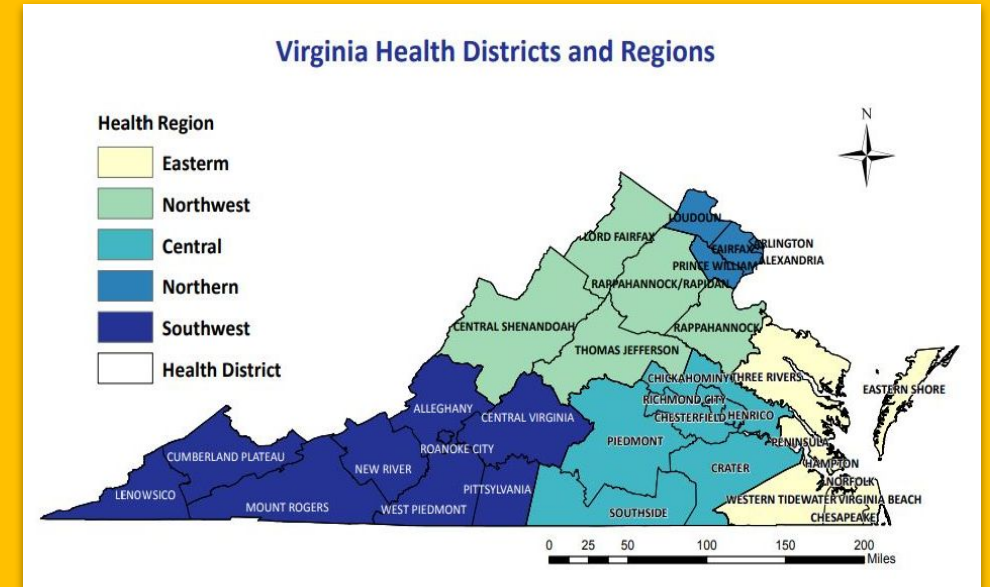 Virginia Health Districts and Regions
Health Region
Eastern
Northwest
Central
Northern
Southwest
Health District
N
LOUDOUN
LORD FAIRFAX
FAIRFAX
ARLINGTON
ALEXANDRIA
PRINCE WILLIAM
RAPPAHANNOCK/RAPIDAN
CENTRAL SHENANDOAH
RAPPAHANNOCK
THOMAS JEFFERSON
CHICKAHOMINY
THREE RIVERS
EASTERN SHORE
RICHMOND CITY
ALLEGHANY
CENTRAL VIRGINIA
CHESTERFIELD
HENRICO
PIEDMONT
PENINSULA
ROANOKE CITY
CUMBERLAND PLATEAU
NEW RIVER
CRATER
HAMPTON
NORFOLK
LENOWISCO
PITTSYLVANIA
WESTERN TIDEWATER
VIRGINIA BEACH
MOUNT ROGERS
WEST PIEDMONT
SOUTHSIDE
CHESAPEAKE
0 25 50 100 150 200
Miles